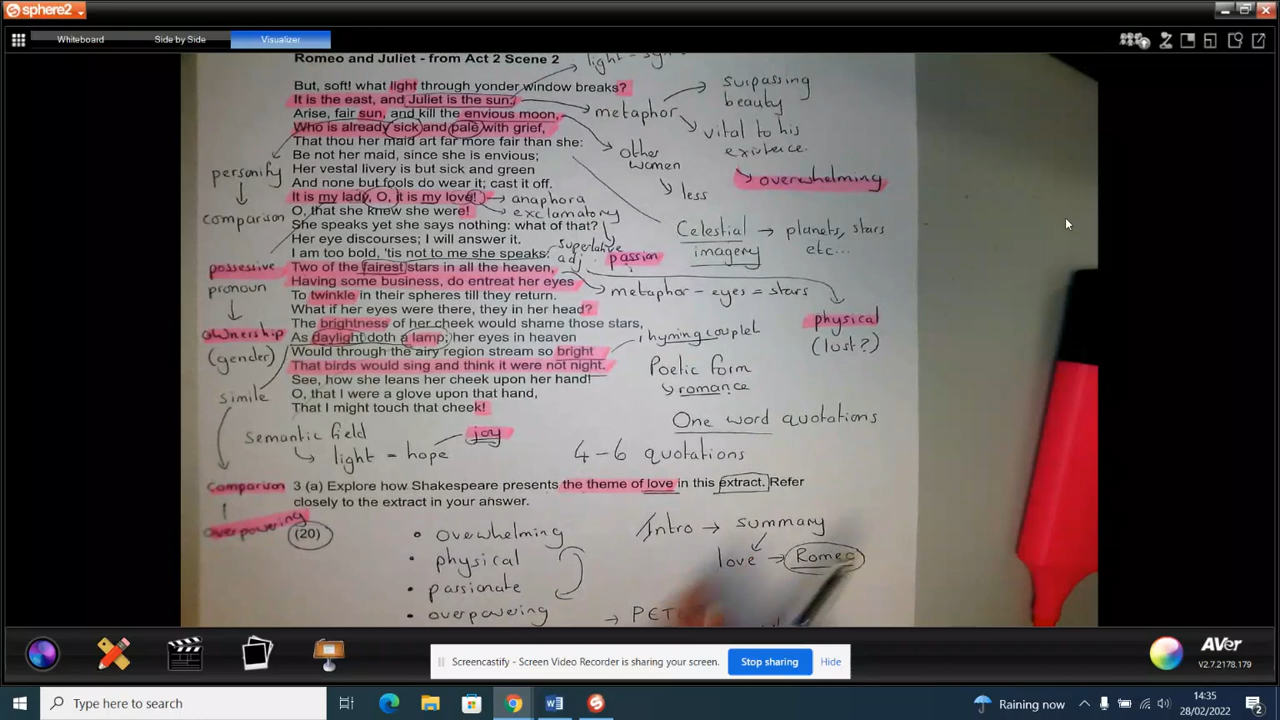 sphere2
Whiteboard
Side by Side
Visualizer
Romeo and Juliet - from Act 2 Scene 2
light -
But, soft! what light through yonder window breaks?
It is the east, and Juliet is the sun;
Arise, fair sun, and kill the envious moon,
Who is already sick and pale with grief,
That thou her maid art far more fair than she:
Be not her maid, since she is envious;
Her vestal livery is but sick and green
And none but fools do wear it; cast it off.
It is my lady, O, it is my love!
O, that she knew she were!
She speaks yet she says nothing: what of that?
Her eye discourses; I will answer it.
I am too bold, 'tis not to me she speaks:
Two of the fairest stars in all the heaven,
Having some business, do entreat her eyes
To twinkle in their spheres till they return.
What if her eyes were there, they in her head?
The brightness of her cheek would shame those stars,
As daylight doth a lamp; her eyes in heaven
Would through the airy region stream so bright
That birds would sing and think it were not night.
See, how she leans her cheek upon her hand!
O, that I were a glove upon that hand,
That I might touch that cheek!
metaphor
surpassing
beauty
vital to his
existence.
overwhelming
other
women
less
anaphora
exclamatory
Celestial → planets, stars
imagery etc...
superlative
adj.
passion
metaphor - eyes = stars
physical
(lust?)
rhyming couplet
Poetic form
romance
One word quotations
4-6 quotations
personify
comparison
possessive
pronoun
ownership
(gender)
simile
Comparison
overpowering
Semantic field
light = hope
joy
3 (a) Explore how Shakespeare presents the theme of love in this extract. Refer
closely to the extract in your answer.
(20)
• overwhelming
• physical
• passionate
• overpowering
Intro → summary
love → Romeo
→ PET
Screencastify - Screen Video Recorder is sharing your screen.
Stop sharing
Hide
AVer
V2.7.2178.179
Type here to search
Raining now
14:35
28/02/2022
2